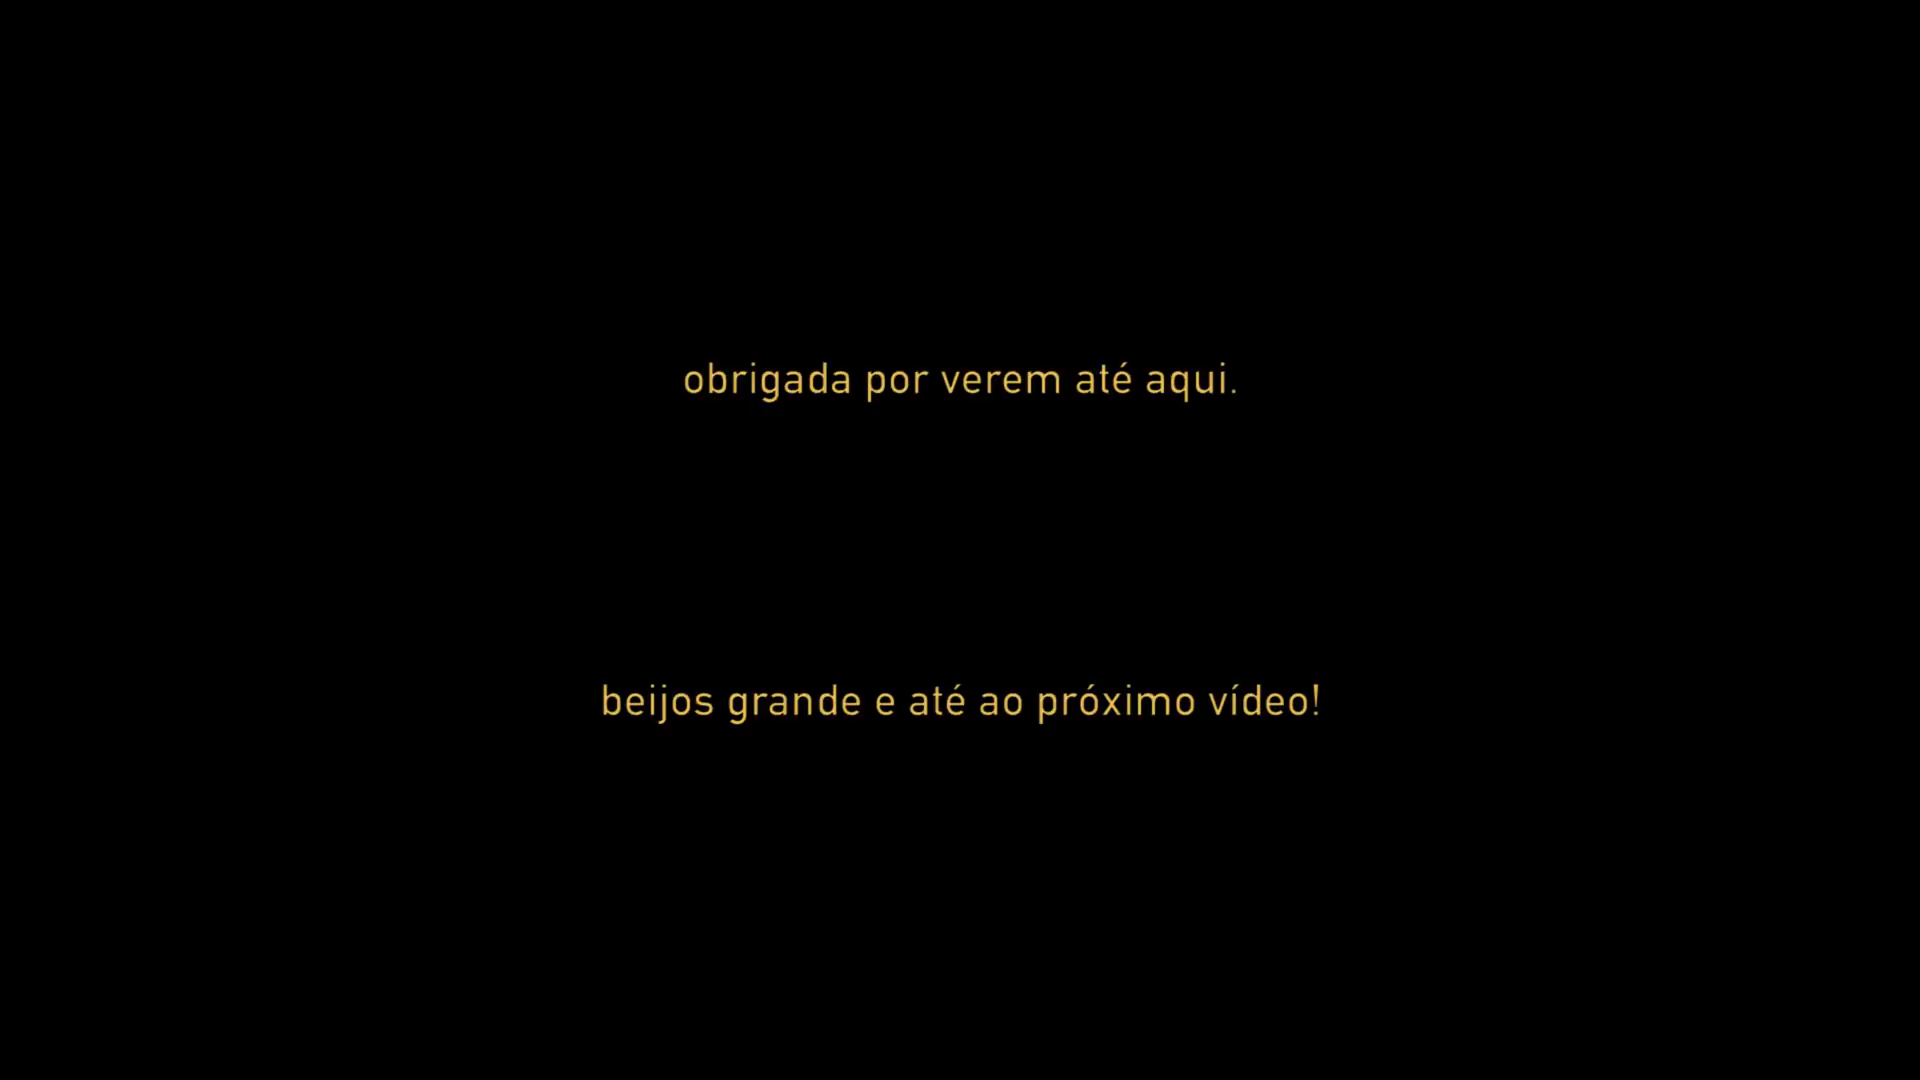 obrigada por verem até aqui.
beijos grande e até ao próximo vídeo!